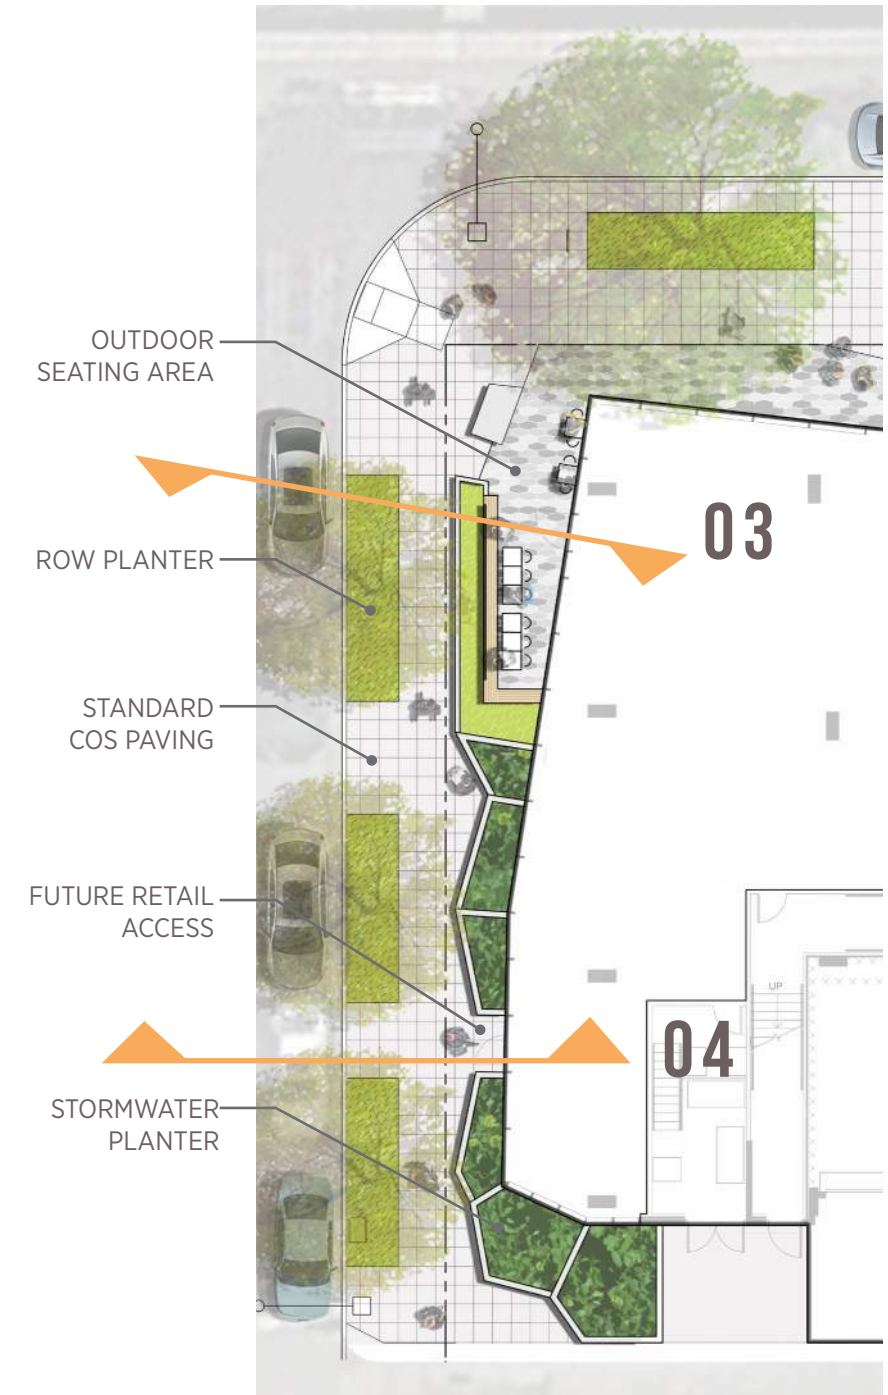 OUTDOOR
SEATING AREA
03
ROW PLANTER
STANDARD
COS PAVING
FUTURE RETAIL
ACCESS
UP
04
STORMWATER
PLANTER